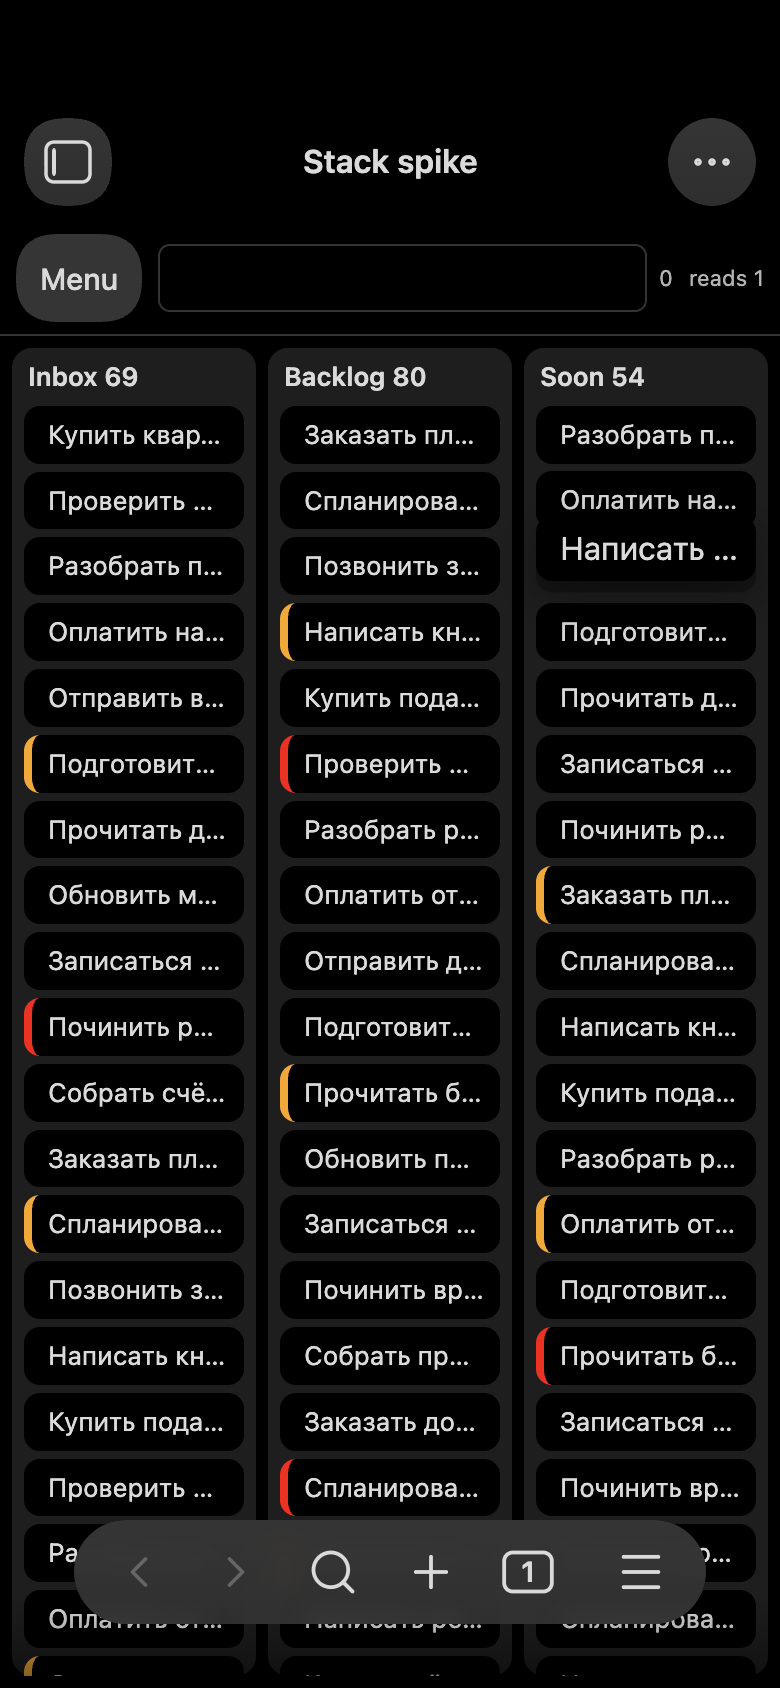 Stack spike
Menu
0 reads 1
Inbox 69
Купить квар...
Проверить ...
Разобрать п...
Оплатить на...
Отправить в...
Подготовит...
Прочитать д...
Обновить м...
Записаться ...
Починить р...
Собрать счё...
Заказать пл...
Спланирова...
Позвонить з...
Написать кн...
Купить пода...
Проверить ...
Backlog 80
Заказать пл...
Спланирова...
Позвонить з...
Написать кн...
Купить пода...
Проверить ...
Разобрать р...
Оплатить от...
Отправить д...
Подготовит...
Прочитать б...
Обновить п...
Записаться ...
Починить вр...
Собрать пр...
Заказать до...
Спланирова...
Soon 54
Разобрать п...
Оплатить на...
Написать ...
Подготовит...
Прочитать д...
Записаться ...
Починить р...
Заказать пл...
Спланирова...
Написать кн...
Купить пода...
Разобрать р...
Оплатить от...
Подготовит...
Прочитать б...
Записаться ...
Починить вр...
1